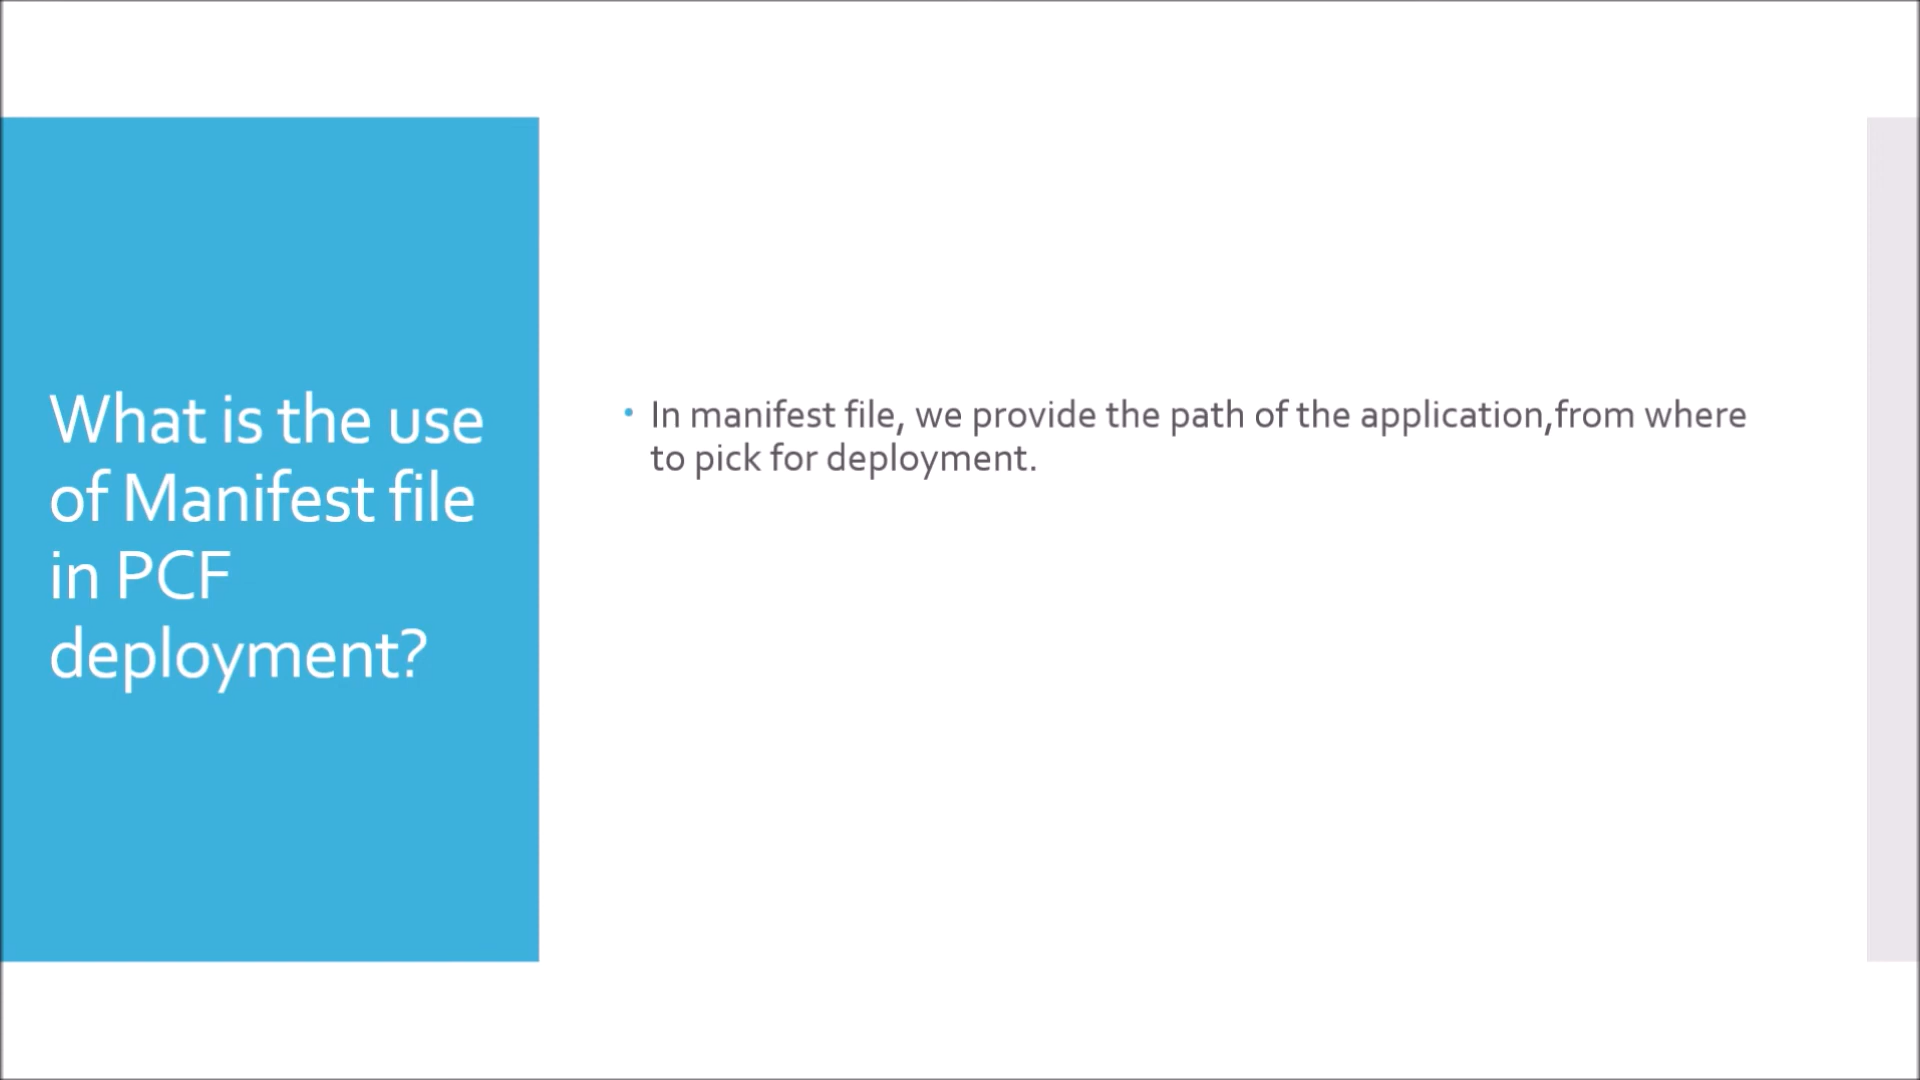 What is the use
of Manifest file
in PCF
deployment?
• In manifest file, we provide the path of the application,from where
to pick for deployment.